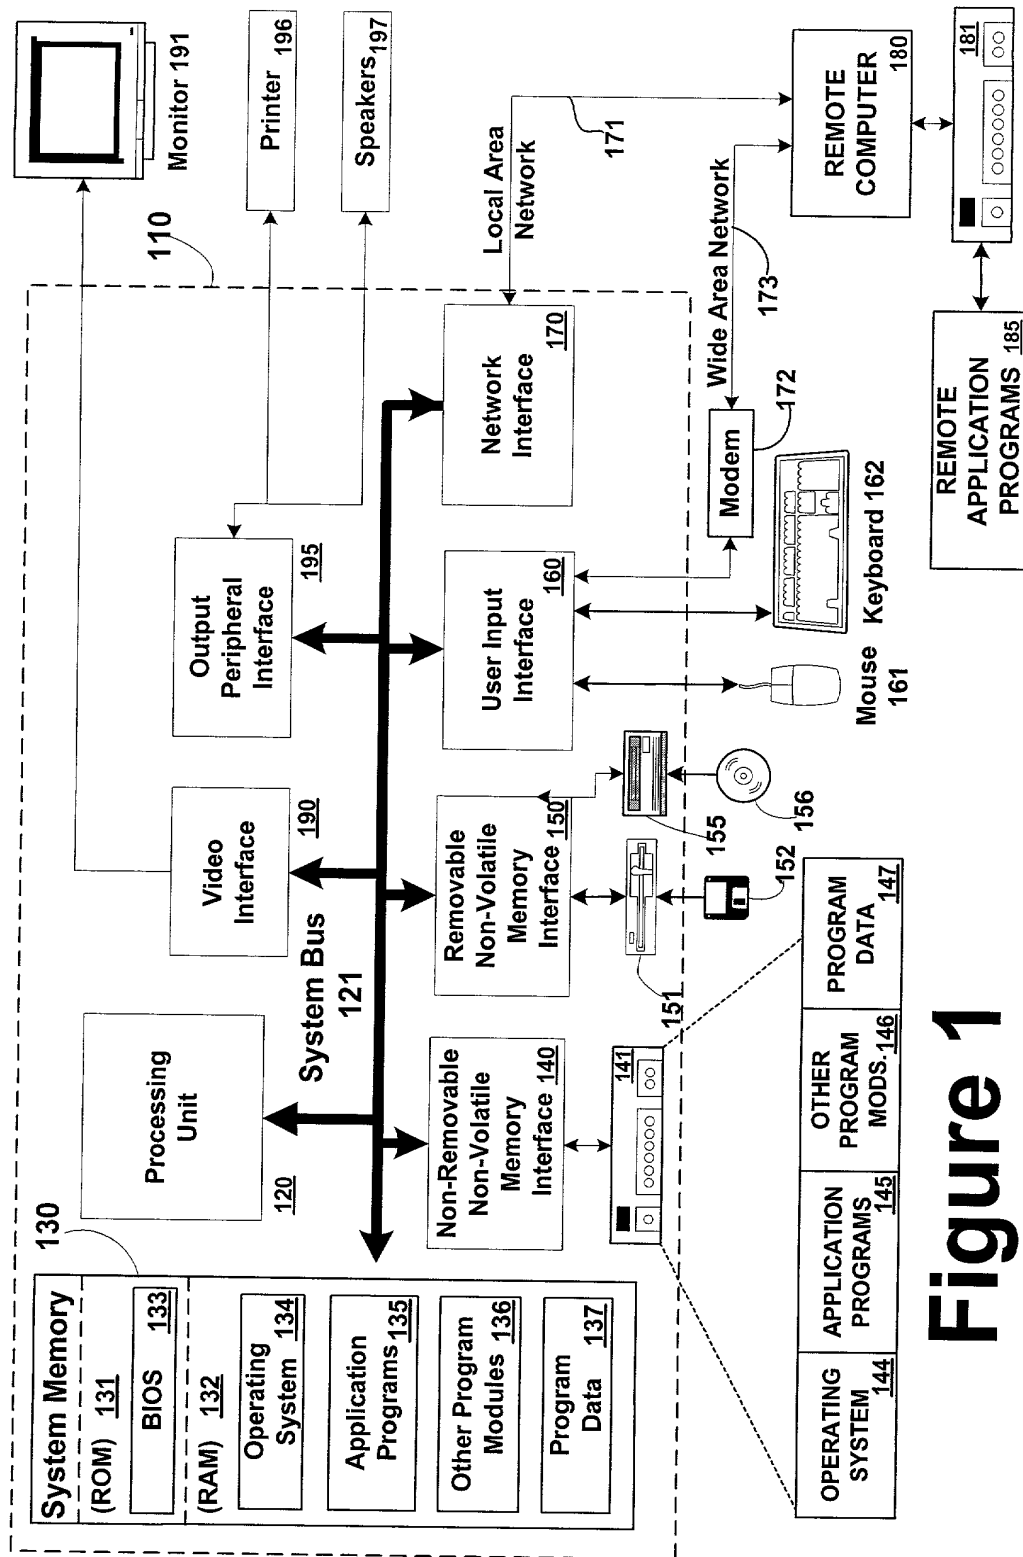 System Memory
(ROM) 131
BIOS 133
(RAM) 132
Operating
System 134
Application
Programs 135
Other Program
Modules 136
Program
Data 137
130
Processing
Unit
120
System Bus
121
Video
Interface
190
Output
Peripheral
Interface
195
110
Monitor 191
Printer 196
Speakers 197
Non-Removable
Non-Volatile
Memory
Interface 140
Removable
Non-Volatile
Memory
Interface 150
User Input
Interface
160
Network
Interface
170
Local Area
Network
171
141
151
152
155
156
Mouse
161
Keyboard 162
Modem
172
Wide Area Network
173
REMOTE
COMPUTER
180
181
REMOTE
APPLICATION
PROGRAMS 185
OPERATING
SYSTEM
144
APPLICATION
PROGRAMS
145
OTHER
PROGRAM
MODS.
146
PROGRAM
DATA
147
Figure 1